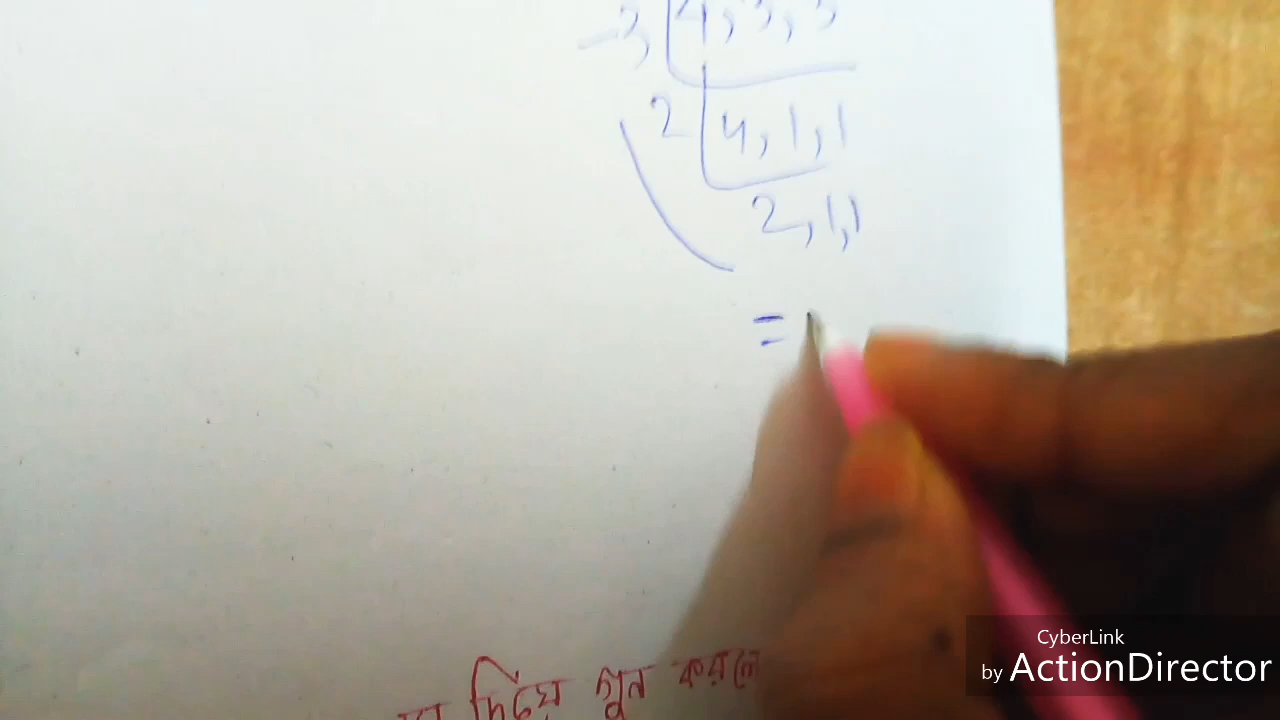 3, 4, 3, 3
2 4, 1, 1
2, 1, 1
=
দিয়ে গুন করলে
CyberLink
by ActionDirector